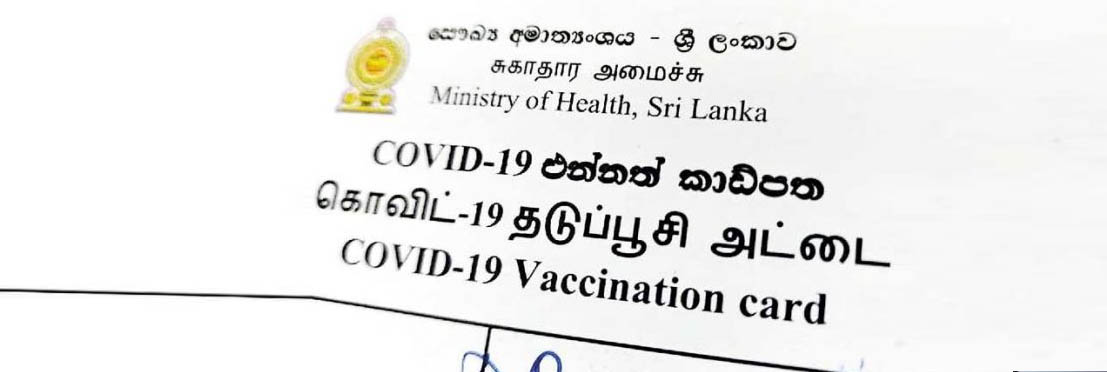 සෞඛ්‍ය අමාත්‍යංශය - ශ්‍රී ලංකාව
சுகாதார அமைச்சு
Ministry of Health, Sri Lanka
COVID-19 එන්නත් කාඩ්පත
கொவிட்-19 தடுப்பூசி அட்டை
COVID-19 Vaccination card